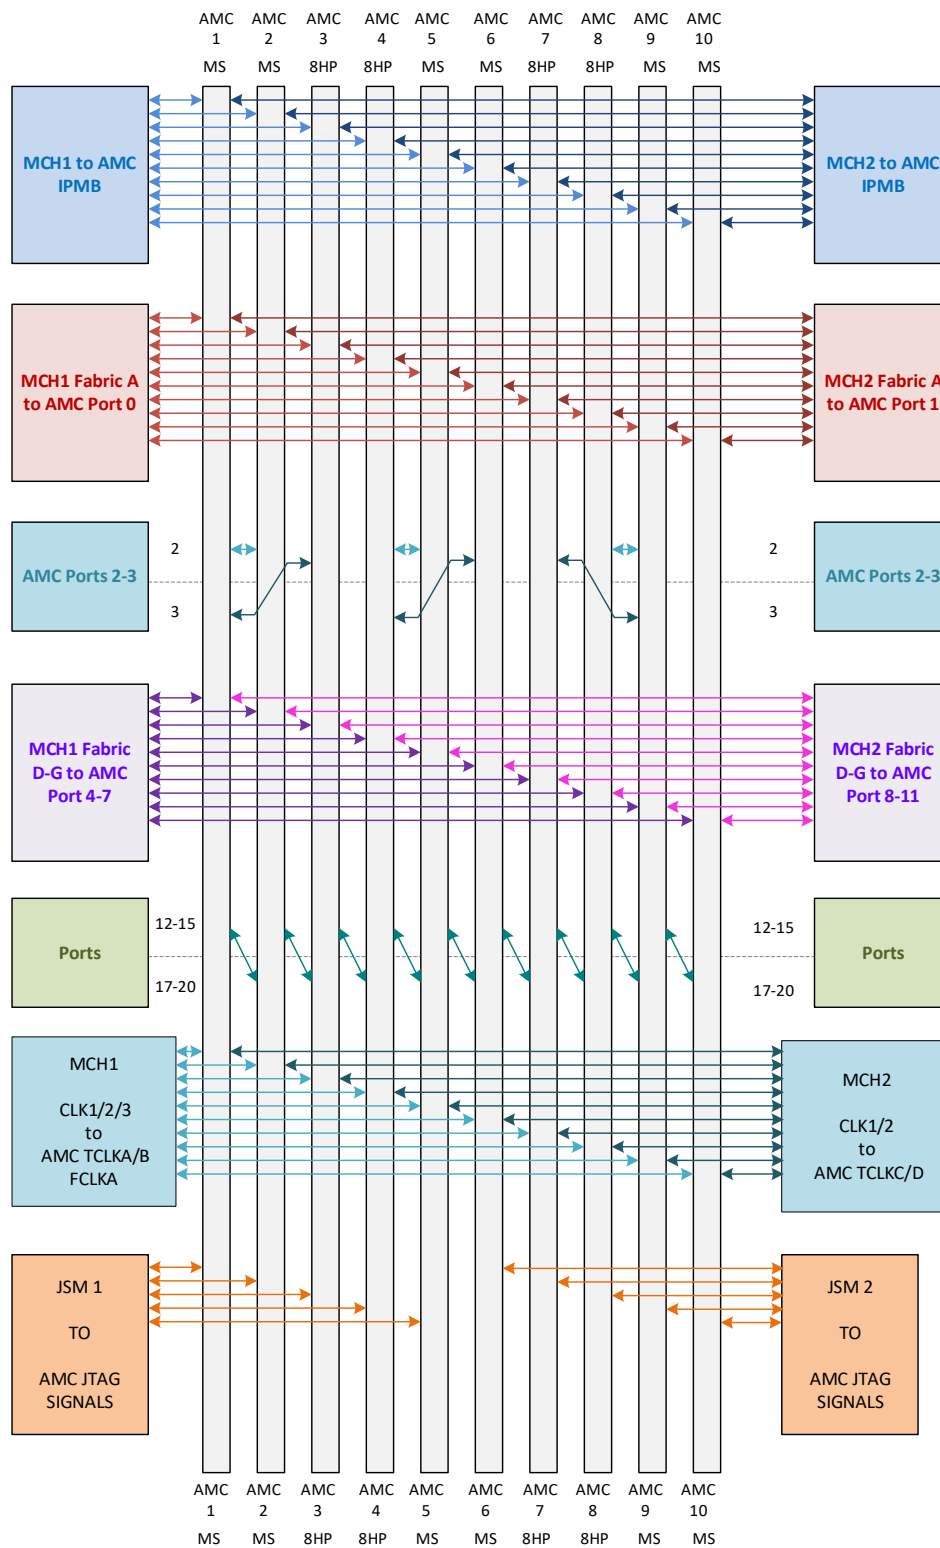 AMC AMC AMC AMC AMC AMC AMC AMC AMC AMC
1 2 3 4 5 6 7 8 9 10
MS MS 8HP 8HP MS MS 8HP 8HP MS MS
MCH1 to AMC
IPMB
MCH2 to AMC
IPMB
MCH1 Fabric A
to AMC Port 0
MCH2 Fabric A
to AMC Port 1
AMC Ports 2-3
2
3
2
3
AMC Ports 2-3
MCH1 Fabric
D-G to AMC
Port 4-7
MCH2 Fabric
D-G to AMC
Port 8-11
Ports
12-15
17-20
12-15
17-20
Ports
MCH1
CLK1/2/3
to
AMC TCLKA/B
FCLKA
MCH2
CLK1/2
to
AMC TCLKC/D
JSM 1
TO
AMC JTAG
SIGNALS
JSM 2
TO
AMC JTAG
SIGNALS
AMC AMC AMC AMC AMC AMC AMC AMC AMC AMC
1 2 3 4 5 6 7 8 9 10
MS MS 8HP 8HP MS MS 8HP 8HP MS MS